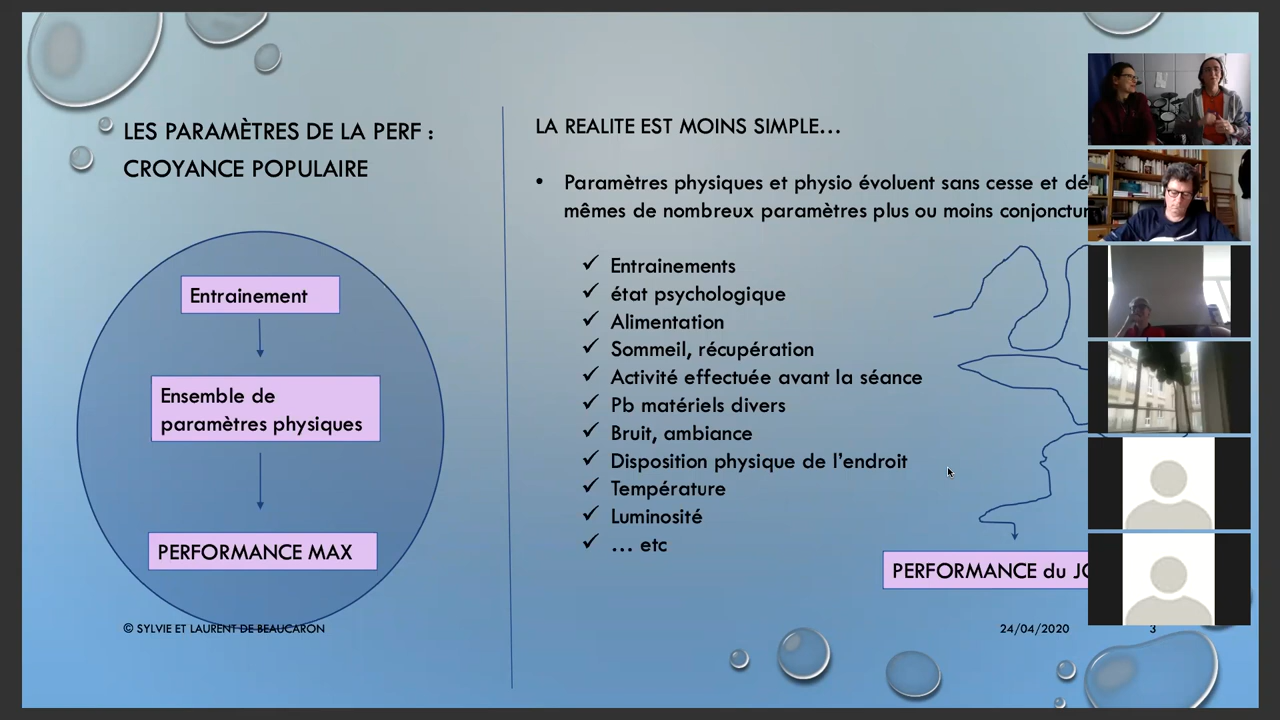 LES PARAMÈTRES DE LA PERF :
CROYANCE POPULAIRE
Entrainement
Ensemble de
paramètres physiques
PERFORMANCE MAX
LA REALITE EST MOINS SIMPLE…
• Paramètres physiques et physio évoluent sans cesse et
mêmes de nombreux paramètres plus ou moins
✓ Entrainements
✓ état psychologique
✓ Alimentation
✓ Sommeil, récupération
✓ Activité effectuée avant la séance
✓ Pb matériels divers
✓ Bruit, ambiance
✓ Disposition physique de l'endroit
✓ Température
✓ Luminosité
✓ … etc
PERFORMANCE du
© SYLVIE ET LAURENT DE BEAUCARON
24/04/2020
3